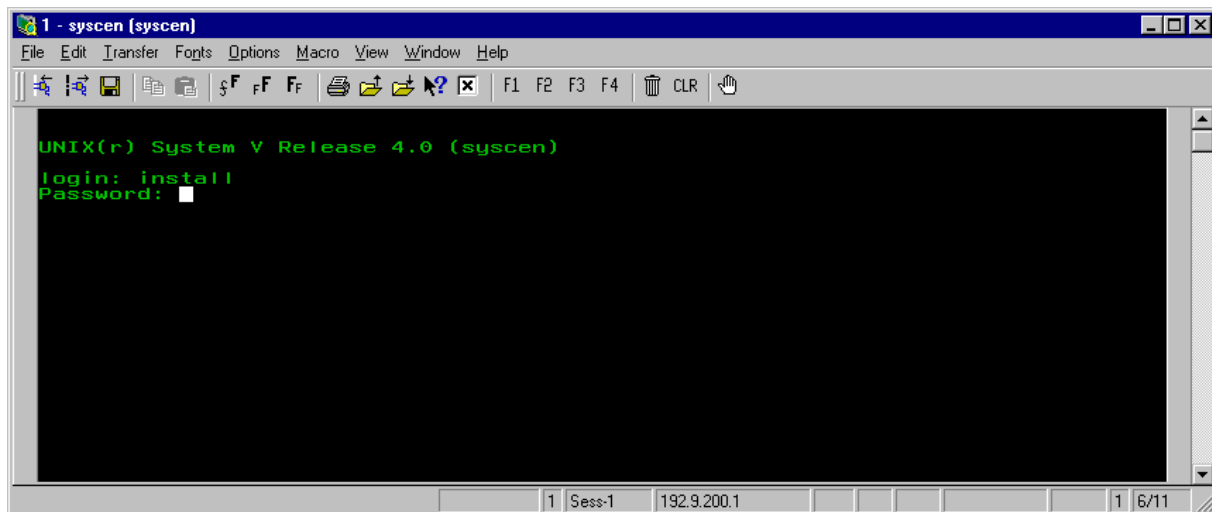 1 - syscen (syscen)
File Edit Transfer Fonts Options Macro View Window Help
F1 F2 F3 F4 CLR
UNIX(r) System V Release 4.0 (syscen)
login: install
Password:
1 Sess-1 192.9.200.1 1 6/11